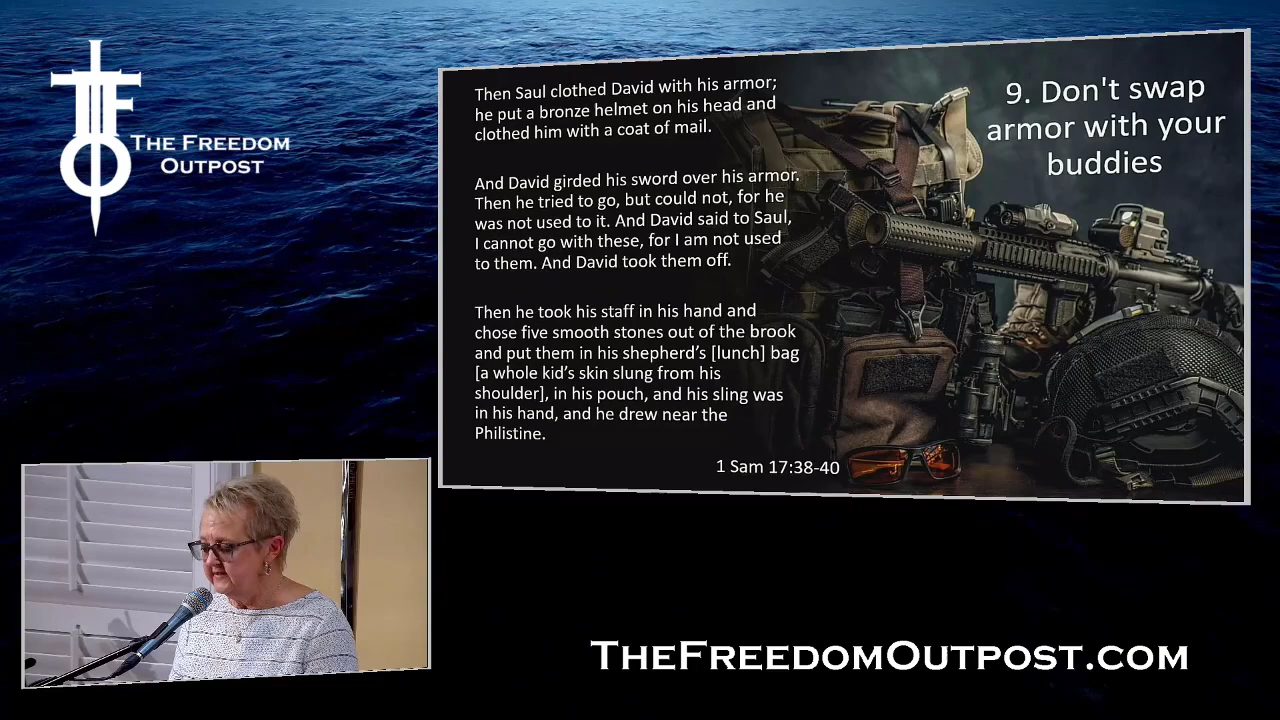 THE FREEDOM
OUTPOST
Then Saul clothed David with his armor;
he put a bronze helmet on his head and
clothed him with a coat of mail.
And David girded his sword over his armor.
Then he tried to go, but could not, for he
was not used to it. And David said to Saul,
I cannot go with these, for I am not used
to them. And David took them off.
Then he took his staff in his hand and
chose five smooth stones out of the brook
and put them in his shepherd’s [lunch] bag
[a whole kid’s skin slung from his
shoulder], in his pouch, and his sling was
in his hand, and he drew near the
Philistine.
1 Sam 17:38-40
9. Don't swap
armor with your
buddies
THEFREEDOMOUTPOST.COM